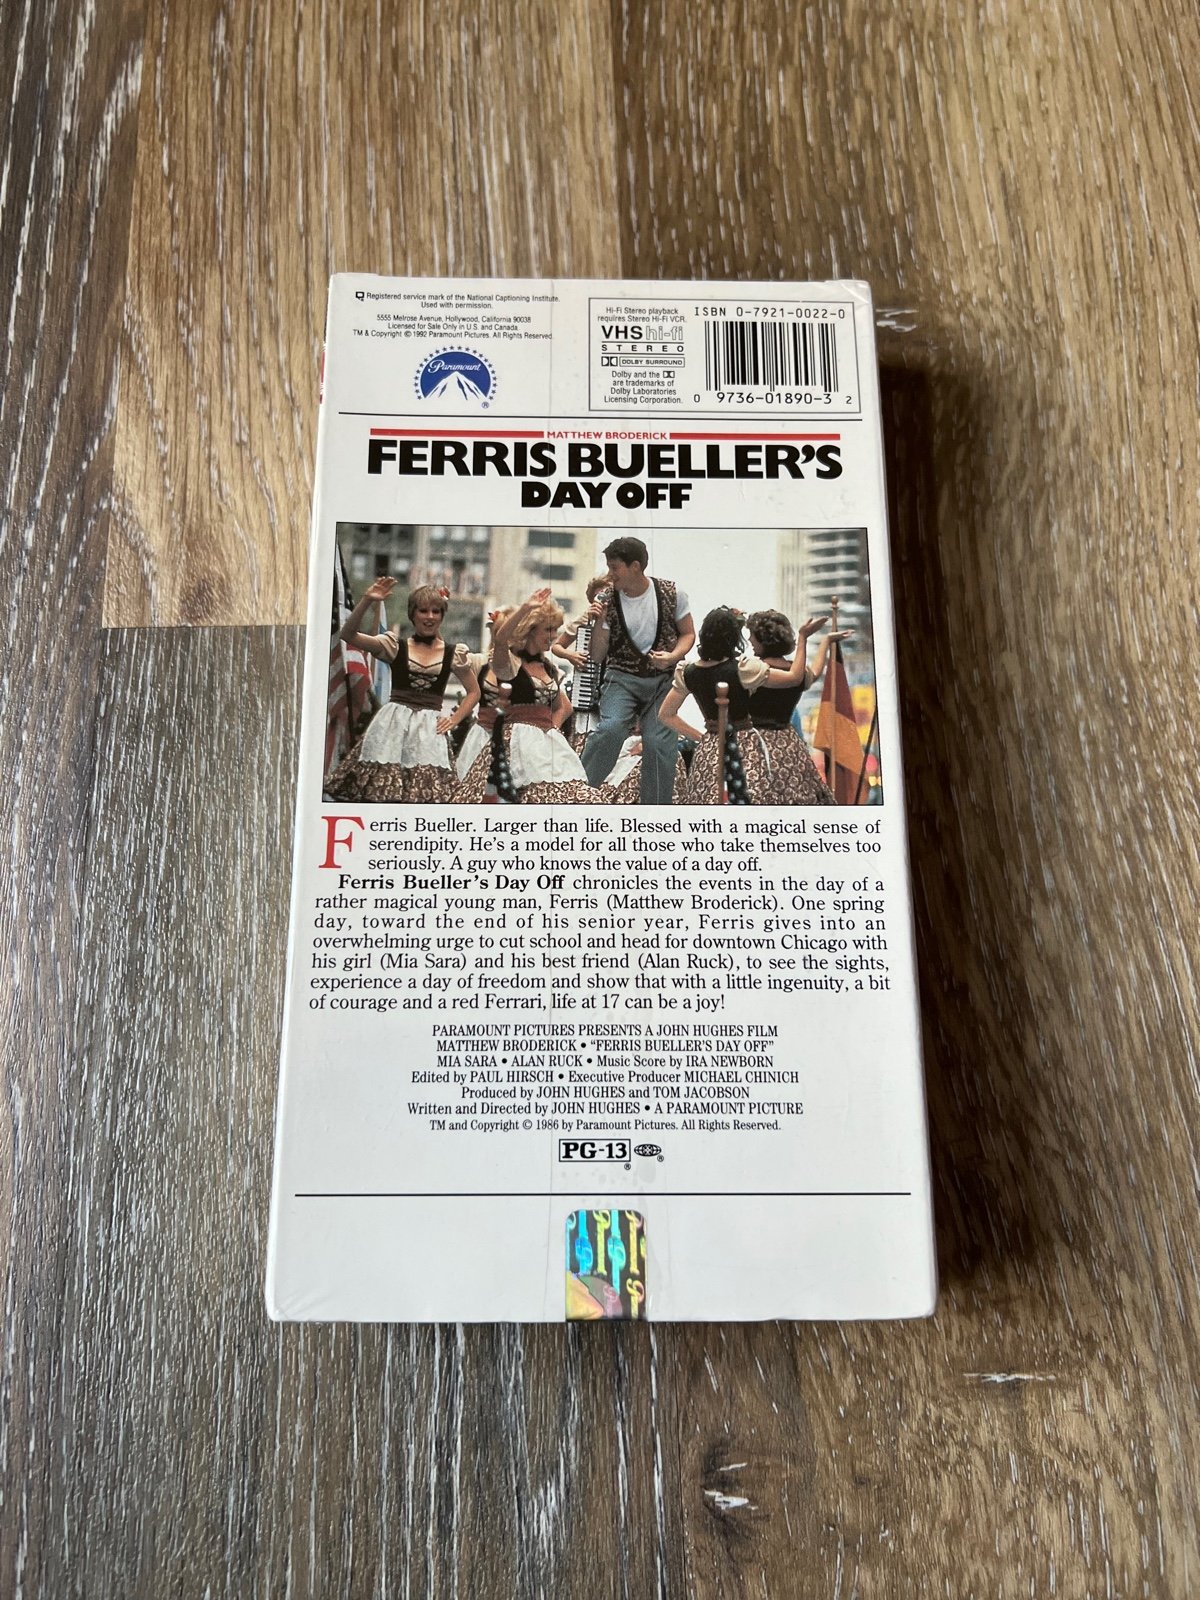 Registered service mark of the National Captioning Institute.
Used with permission.
5555 Melrose Avenue, Hollywood, California 90038
Licensed for Sale Only in U.S. and Canada
TM & Copyright © 1992 Paramount Pictures. All Rights Reserved.
Paramount
®
Hi-Fi Stereo playback
requires Stereo Hi-Fi VCR.
VHS hi-fi
STEREO
DOLBY SURROUND
Dolby and the
are trademarks of
Dolby Laboratories
Licensing Corporation.
ISBN 0-7921-0022-0
0 9736-01890-3 2
MATTHEW BRODERICK
FERRIS BUELLER'S
DAY OFF
Ferris Bueller. Larger than life. Blessed with a magical sense of
serendipity. He's a model for all those who take themselves too
seriously. A guy who knows the value of a day off.
Ferris Bueller's Day Off chronicles the events in the day of a
rather magical young man, Ferris (Matthew Broderick). One spring
day, toward the end of his senior year, Ferris gives into an
overwhelming urge to cut school and head for downtown Chicago with
his girl (Mia Sara) and his best friend (Alan Ruck), to see the sights,
experience a day of freedom and show that with a little ingenuity, a bit
of courage and a red Ferrari, life at 17 can be a joy!
PARAMOUNT PICTURES PRESENTS A JOHN HUGHES FILM
MATTHEW BRODERICK • "FERRIS BUELLER'S DAY OFF"
MIA SARA • ALAN RUCK • Music Score by IRA NEWBORN
Edited by PAUL HIRSCH • Executive Producer MICHAEL CHINICH
Produced by JOHN HUGHES and TOM JACOBSON
Written and Directed by JOHN HUGHES • A PARAMOUNT PICTURE
TM and Copyright © 1986 by Paramount Pictures. All Rights Reserved.
PG-13 ® ®